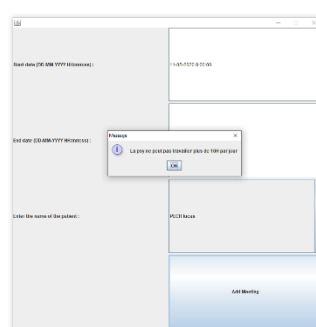 Start date (DD-MM-YYYY HH:mm:ss) :
11-05-2020 8:00:00
End date (DD-MM-YYYY HH:mm:ss) :
Message
La psy ne peut pas travailler plus de 10H par jour
OK
Enter the name of the patient :
PLEB lucas
Add Meeting